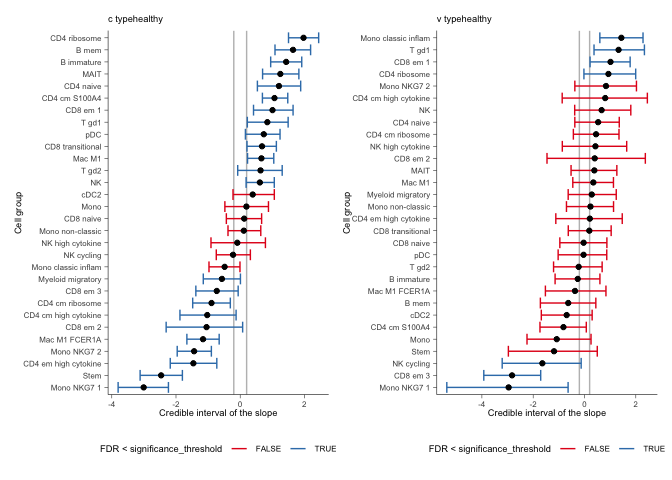 c typehealthy
Cell group
CD4 ribosome
B mem
B immature
MAIT
CD4 naive
CD4 cm S100A4
CD8 em 1
T gd1
pDC
CD8 transitional
Mac M1
T gd2
NK
cDC2
Mono
CD8 naive
Mono non-classic
NK high cytokine
NK cycling
Mono classic inflam
Myeloid migratory
CD8 em 3
CD4 cm ribosome
CD4 cm high cytokine
CD8 em 2
Mac M1 FCER1A
Mono NKG7 2
CD4 em high cytokine
Stem
Mono NKG7 1
-4 -2 0 2
Credible interval of the slope
FDR < significance_threshold FALSE TRUE
v typehealthy
Cell group
Mono classic inflam
T gd1
CD8 em 1
CD4 ribosome
Mono NKG7 2
CD4 cm high cytokine
NK
CD4 naive
CD4 cm ribosome
NK high cytokine
CD8 em 2
MAIT
Mac M1
Myeloid migratory
Mono non-classic
CD4 em high cytokine
CD8 transitional
CD8 naive
pDC
T gd2
B immature
Mac M1 FCER1A
B mem
cDC2
CD4 cm S100A4
Mono
Stem
NK cycling
CD8 em 3
Mono NKG7 1
-4 -2 0 2
Credible interval of the slope
FDR < significance_threshold FALSE TRUE